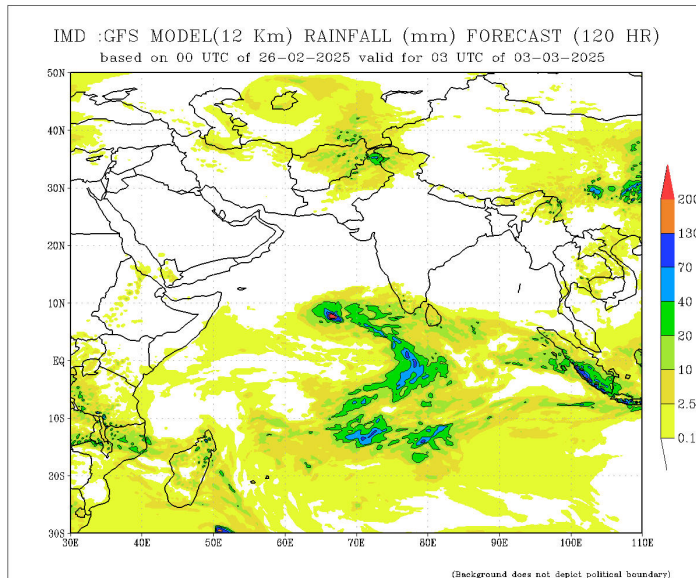 IMD :GFS MODEL(12 Km) RAINFALL (mm) FORECAST (120 HR)
based on 00 UTC of 26-02-2025 valid for 03 UTC of 03-03-2025
50N
40N
30N
20N
10N
EQ
10S
20S
30S
30E 40E 50E 60E 70E 80E 90E 100E 110E
200
130
70
40
20
10
2.5
0.1
(Background does not depict political boundary)